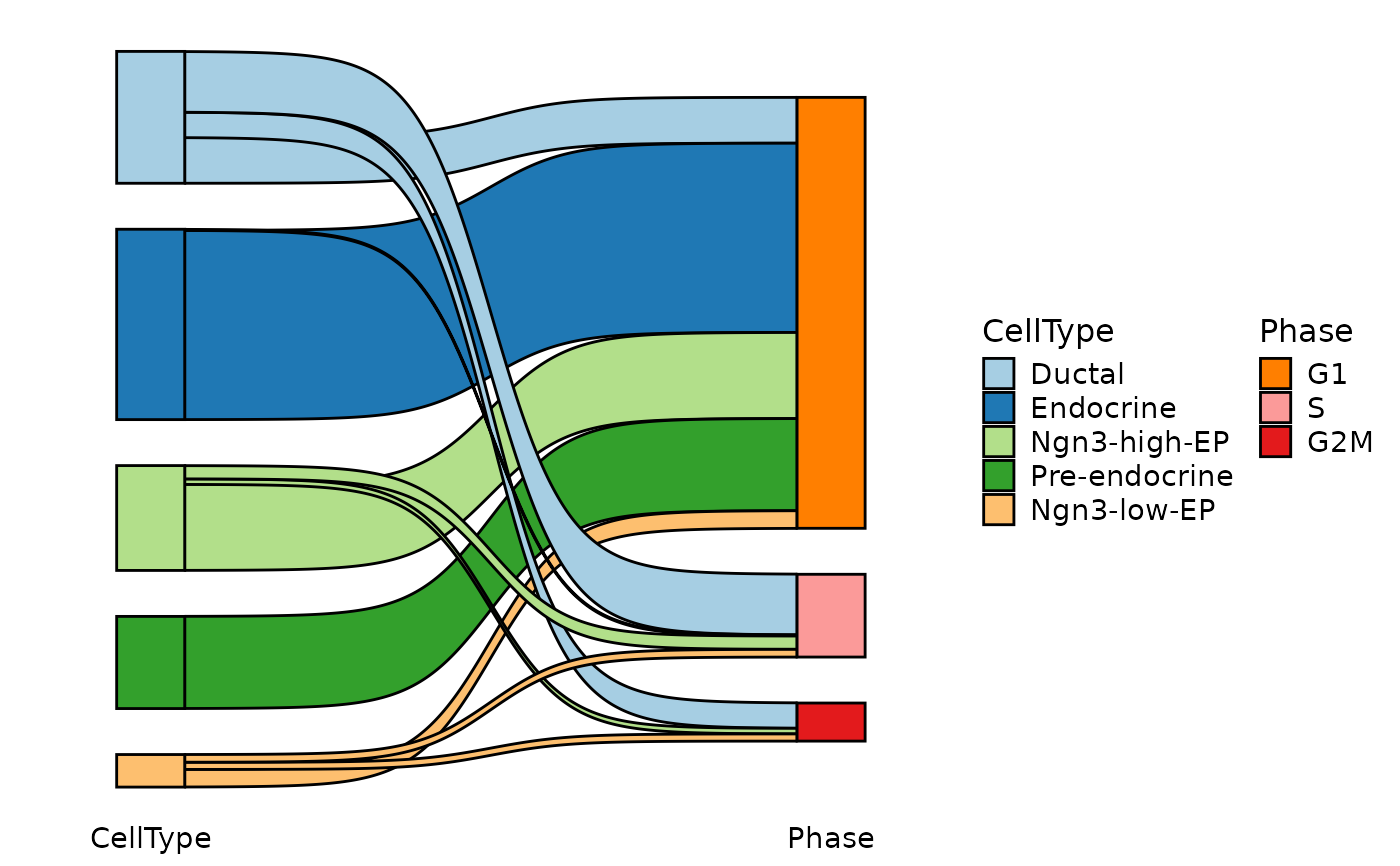 CellType
Ductal
Endocrine
Ngn3-high-EP
Pre-endocrine
Ngn3-low-EP
Phase
G1
S
G2M
CellType
Phase